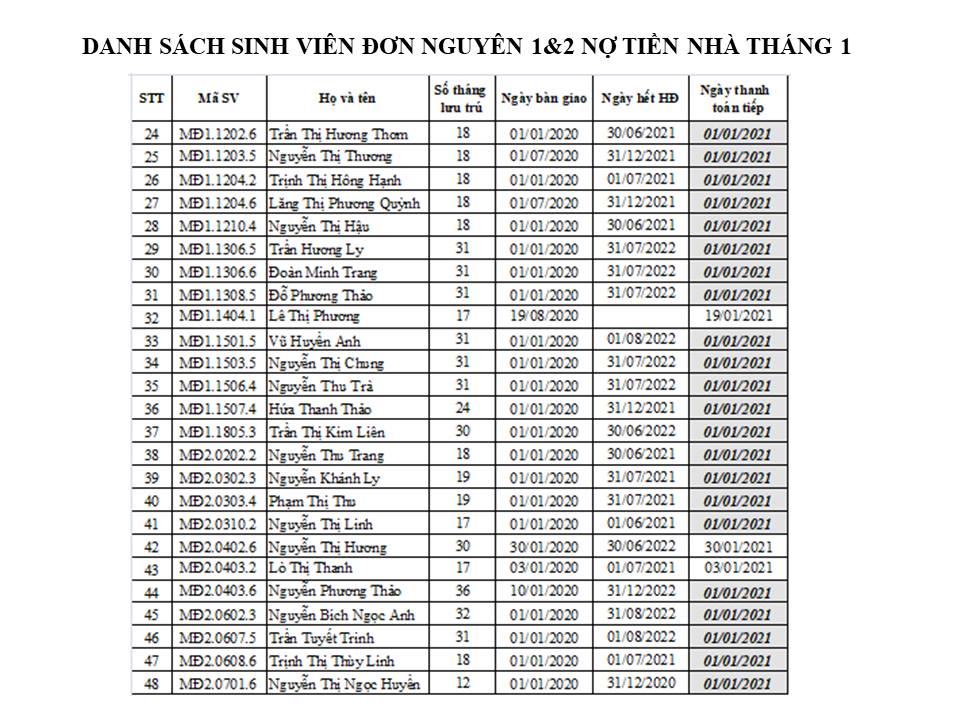 DANH SÁCH SINH VIÊN ĐƠN NGUYÊN 1&2 NỢ TIỀN NHÀ THÁNG 1
STT Mã SV Họ và tên Số tháng lưu trú Ngày bàn giao Ngày hết HĐ Ngày thanh toán tiếp
24 MĐ1.1202.6 Trần Thị Hương Thơm 18 01/01/2020 30/06/2021 01/01/2021
25 MĐ1.1203.5 Nguyễn Thị Thương 18 01/07/2020 31/12/2021 01/01/2021
26 MĐ1.1204.2 Trịnh Thị Hồng Hạnh 18 01/01/2020 01/07/2021 01/01/2021
27 MĐ1.1204.6 Lăng Thị Phương Quỳnh 18 01/07/2020 31/12/2021 01/01/2021
28 MĐ1.1210.4 Nguyễn Thị Hậu 18 01/01/2020 30/06/2021 01/01/2021
29 MĐ1.1306.5 Trần Hương Ly 31 01/01/2020 31/07/2022 01/01/2021
30 MĐ1.1306.6 Đoàn Minh Trang 31 01/01/2020 31/07/2022 01/01/2021
31 MĐ1.1308.5 Đỗ Phương Thảo 31 01/01/2020 31/07/2022 01/01/2021
32 MĐ1.1404.1 Lê Thị Phương 17 19/08/2020 19/01/2021
33 MĐ1.1501.5 Vũ Huyền Anh 31 01/01/2020 01/08/2022 01/01/2021
34 MĐ1.1503.5 Nguyễn Thị Chung 31 01/01/2020 31/07/2022 01/01/2021
35 MĐ1.1506.4 Nguyễn Thu Trà 31 01/01/2020 31/07/2022 01/01/2021
36 MĐ1.1507.4 Hứa Thanh Thảo 24 01/01/2020 31/12/2021 01/01/2021
37 MĐ1.1805.3 Trần Thị Kim Liên 30 01/01/2020 30/06/2022 01/01/2021
38 MĐ2.0202.2 Nguyễn Thu Trang 18 01/01/2020 30/06/2021 01/01/2021
39 MĐ2.0302.3 Nguyễn Khánh Ly 19 01/01/2020 31/07/2021 01/01/2021
40 MĐ2.0303.4 Phạm Thị Thu 19 01/01/2020 31/07/2021 01/01/2021
41 MĐ2.0310.2 Nguyễn Thị Linh 17 01/01/2020 01/06/2021 01/01/2021
42 MĐ2.0402.6 Nguyễn Thị Hương 30 30/01/2020 30/06/2022 30/01/2021
43 MĐ2.0403.2 Lò Thị Thanh 17 03/01/2020 01/07/2021 03/01/2021
44 MĐ2.0403.6 Nguyễn Phương Thảo 36 10/01/2020 31/12/2022 01/01/2021
45 MĐ2.0602.3 Nguyễn Bích Ngọc Anh 32 01/01/2020 31/08/2022 01/01/2021
46 MĐ2.0607.5 Trần Tuyết Trinh 31 01/01/2020 01/08/2022 01/01/2021
47 MĐ2.0608.6 Trịnh Thị Thùy Linh 18 01/01/2020 01/07/2021 01/01/2021
48 MĐ2.0701.6 Nguyễn Thị Ngọc Huyền 12 01/01/2020 31/12/2020 01/01/2021